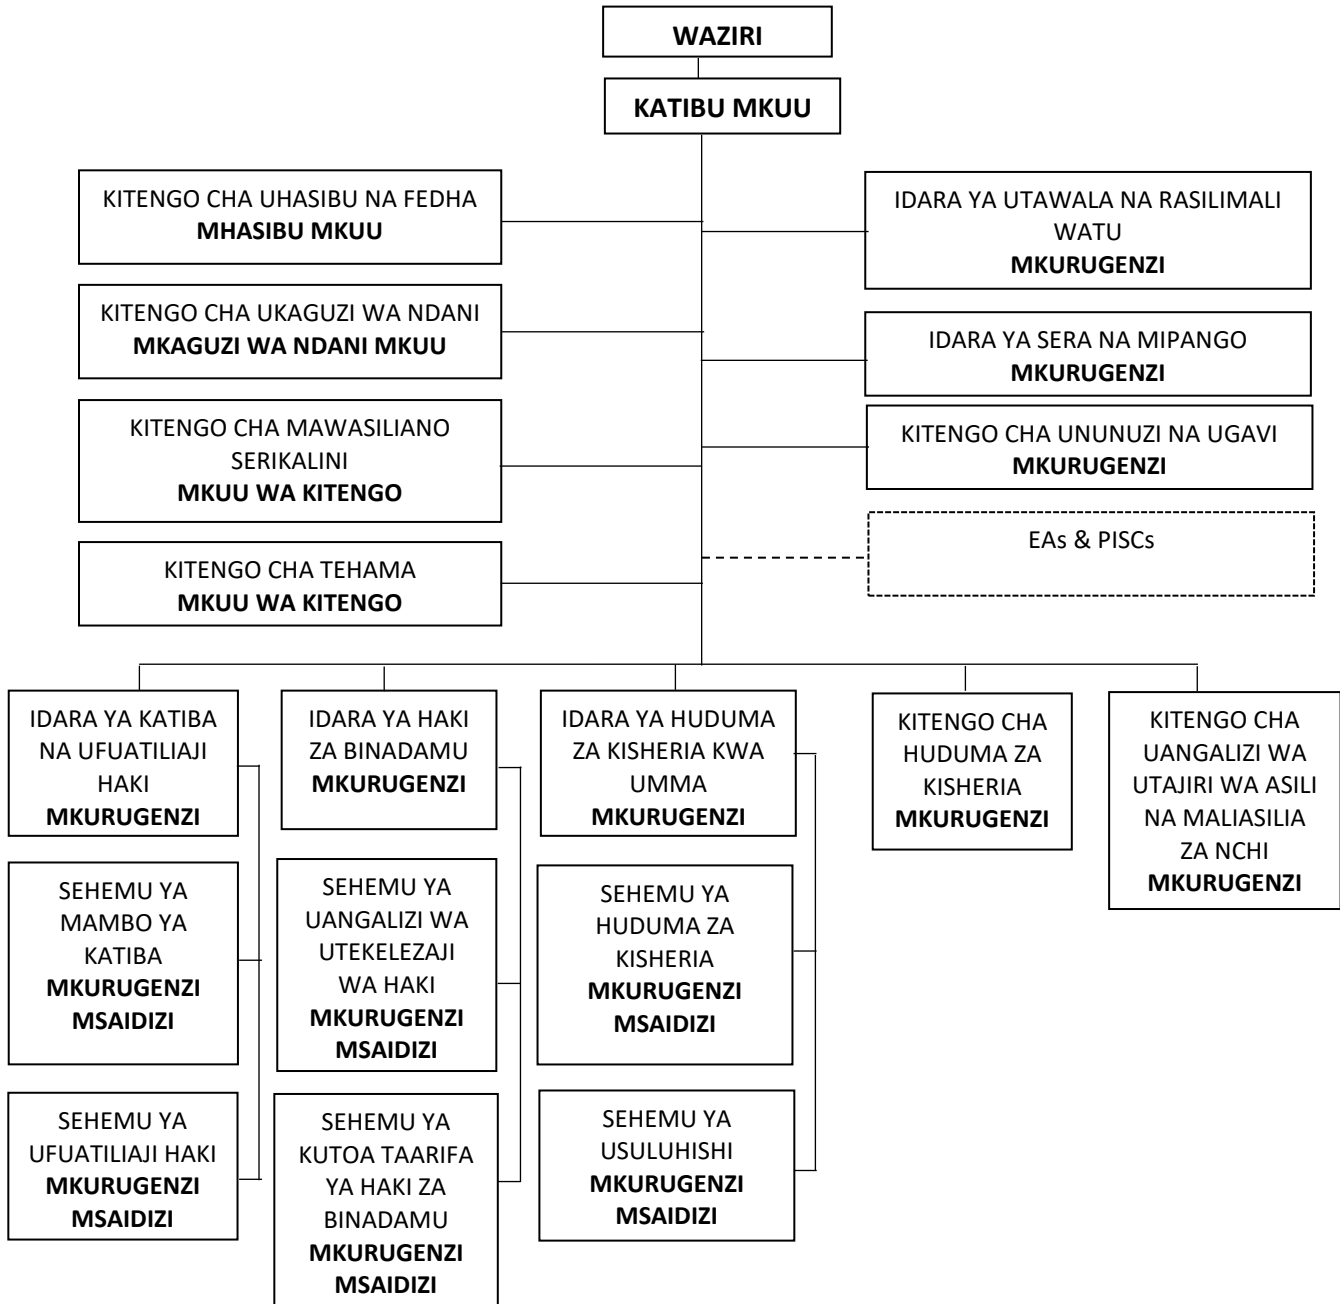 WAZIRI
KATIBU MKUU
KITENGO CHA UHASIBU NA FEDHA
MHASIBU MKUU
IDARA YA UTAWALA NA RASILIMALI
WATU
MKURUGENZI
KITENGO CHA UKAGUZI WA NDANI
MKAGUZI WA NDANI MKUU
IDARA YA SERA NA MIPANGO
MKURUGENZI
KITENGO CHA MAWASILIANO
SERIKALINI
MKUU WA KITENGO
KITENGO CHA UNUNUZI NA UGAVI
MKURUGENZI
KITENGO CHA TEHAMA
MKUU WA KITENGO
EAs & PISCs
IDARA YA KATIBA
NA UFUATILIAJI
HAKI
MKURUGENZI
IDARA YA HAKI
ZA BINADAMU
MKURUGENZI
IDARA YA HUDUMA
ZA KISHERIA KWA
UMMA
MKURUGENZI
KITENGO CHA
HUDUMA ZA
KISHERIA
MKURUGENZI
KITENGO CHA
UANGALIZI WA
UTAJIRI WA ASILI
NA MALIASILIA
ZA NCHI
MKURUGENZI
SEHEMU YA
MAMBO YA
KATIBA
MKURUGENZI
MSAIDIZI
SEHEMU YA
UANGALIZI WA
UTEKELEZAJI
WA HAKI
MKURUGENZI
MSAIDIZI
SEHEMU YA
HUDUMA ZA
KISHERIA
MKURUGENZI
MSAIDIZI
SEHEMU YA
UFUATILIAJI HAKI
MKURUGENZI
MSAIDIZI
SEHEMU YA
KUTOA TAARIFA
YA HAKI ZA
BINADAMU
MKURUGENZI
MSAIDIZI
SEHEMU YA
USULUHISHI
MKURUGENZI
MSAIDIZI